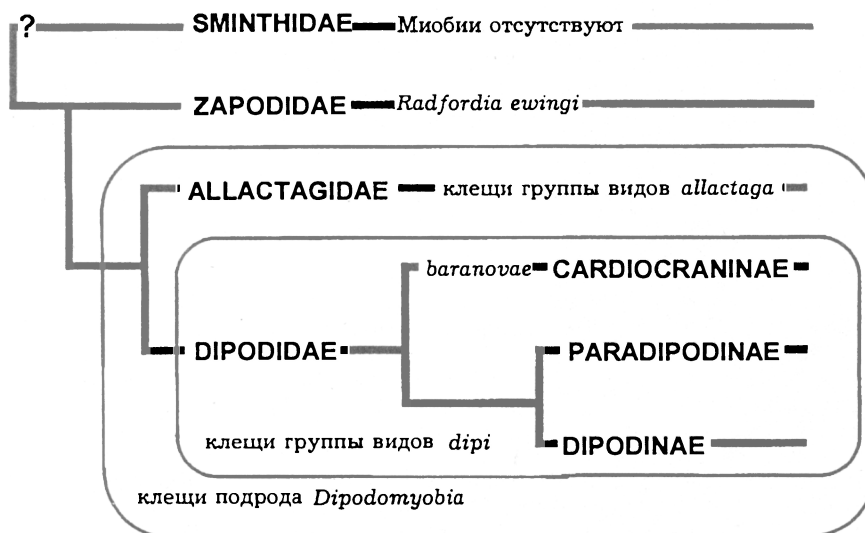 ? SMINTHIDAE Миобии отсутствуют
ZAPODIDAE Radfordia ewingi
ALLACTAGIDAE клещи группы видов allactaga
baranovae CARDIOCRANINAE
DIPODIDAE PARADIPODINAE
клещи группы видов dipi DIPODINAE
клещи подрода Dipodomyobia